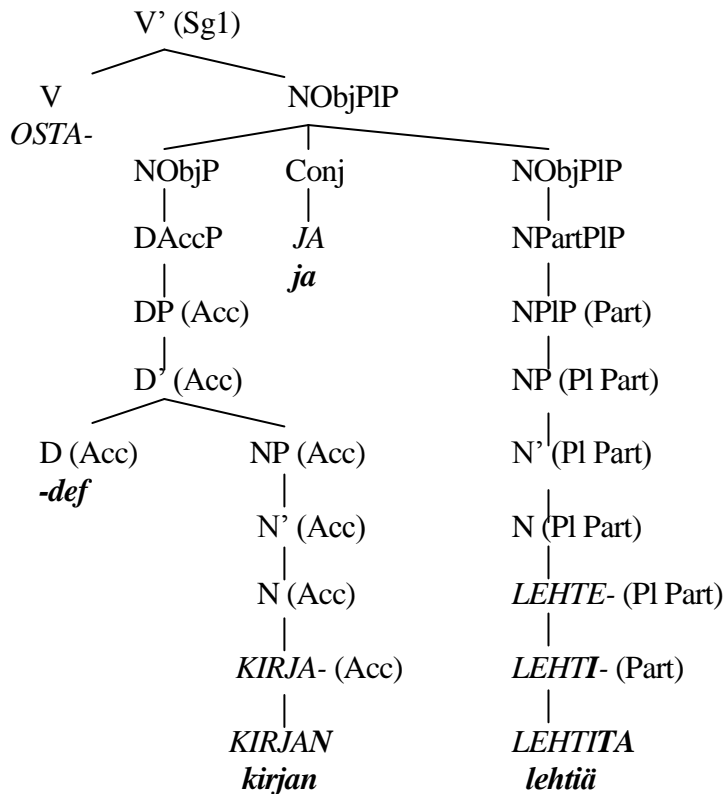 V’ (Sg1)
V NObjPlP
OSTA-
NObjP Conj NObjPlP
DAccP JA NPartPlP
ja
DP (Acc) NPlP (Part)
D’ (Acc) NP (Pl Part)
D (Acc) NP (Acc) N’ (Pl Part)
-def
N’ (Acc) N (Pl Part)
N (Acc) LEHTE- (Pl Part)
KIRJA- (Acc) LEHTI- (Part)
KIRJAN LEHTITA
kirjan lehtiä